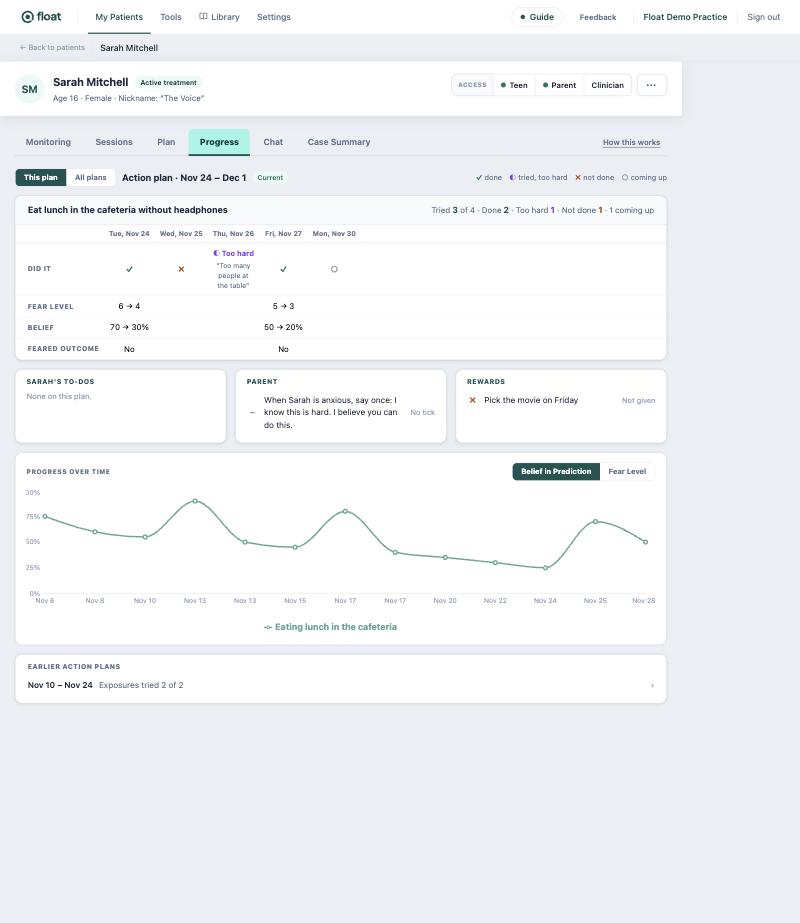 float
My Patients
Tools
Library
Settings
Guide
Feedback
Float Demo Practice
Sign out
← Back to patients
Sarah Mitchell
SM
Sarah Mitchell
Active treatment
Age 16 · Female · Nickname: "The Voice"
ACCESS
Teen
Parent
Clinician
···
Monitoring
Sessions
Plan
Progress
Chat
Case Summary
How this works
This plan
All plans
Action plan · Nov 24 – Dec 1
Current
done
tried, too hard
not done
coming up
Eat lunch in the cafeteria without headphones
Tried 3 of 4 · Done 2 · Too hard 1 · Not done 1 · 1 coming up
Tue, Nov 24
Wed, Nov 25
Thu, Nov 26
Fri, Nov 27
Mon, Nov 30
DID IT
Too hard
"Too many
people at
the table"
FEAR LEVEL
6 → 4
5 → 3
BELIEF
70 → 30%
50 → 20%
FEARED OUTCOME
No
No
SARAH'S TO-DOS
None on this plan.
PARENT
– When Sarah is anxious, say once: I
know this is hard. I believe you can
do this.
No tick
REWARDS
Pick the movie on Friday
Not given
PROGRESS OVER TIME
Belief in Prediction
Fear Level
00%
75%
50%
25%
0%
Nov 6
Nov 8
Nov 10
Nov 13
Nov 13
Nov 15
Nov 17
Nov 17
Nov 20
Nov 22
Nov 24
Nov 25
Nov 28
Eating lunch in the cafeteria
EARLIER ACTION PLANS
Nov 10 – Nov 24 Exposures tried 2 of 2
›